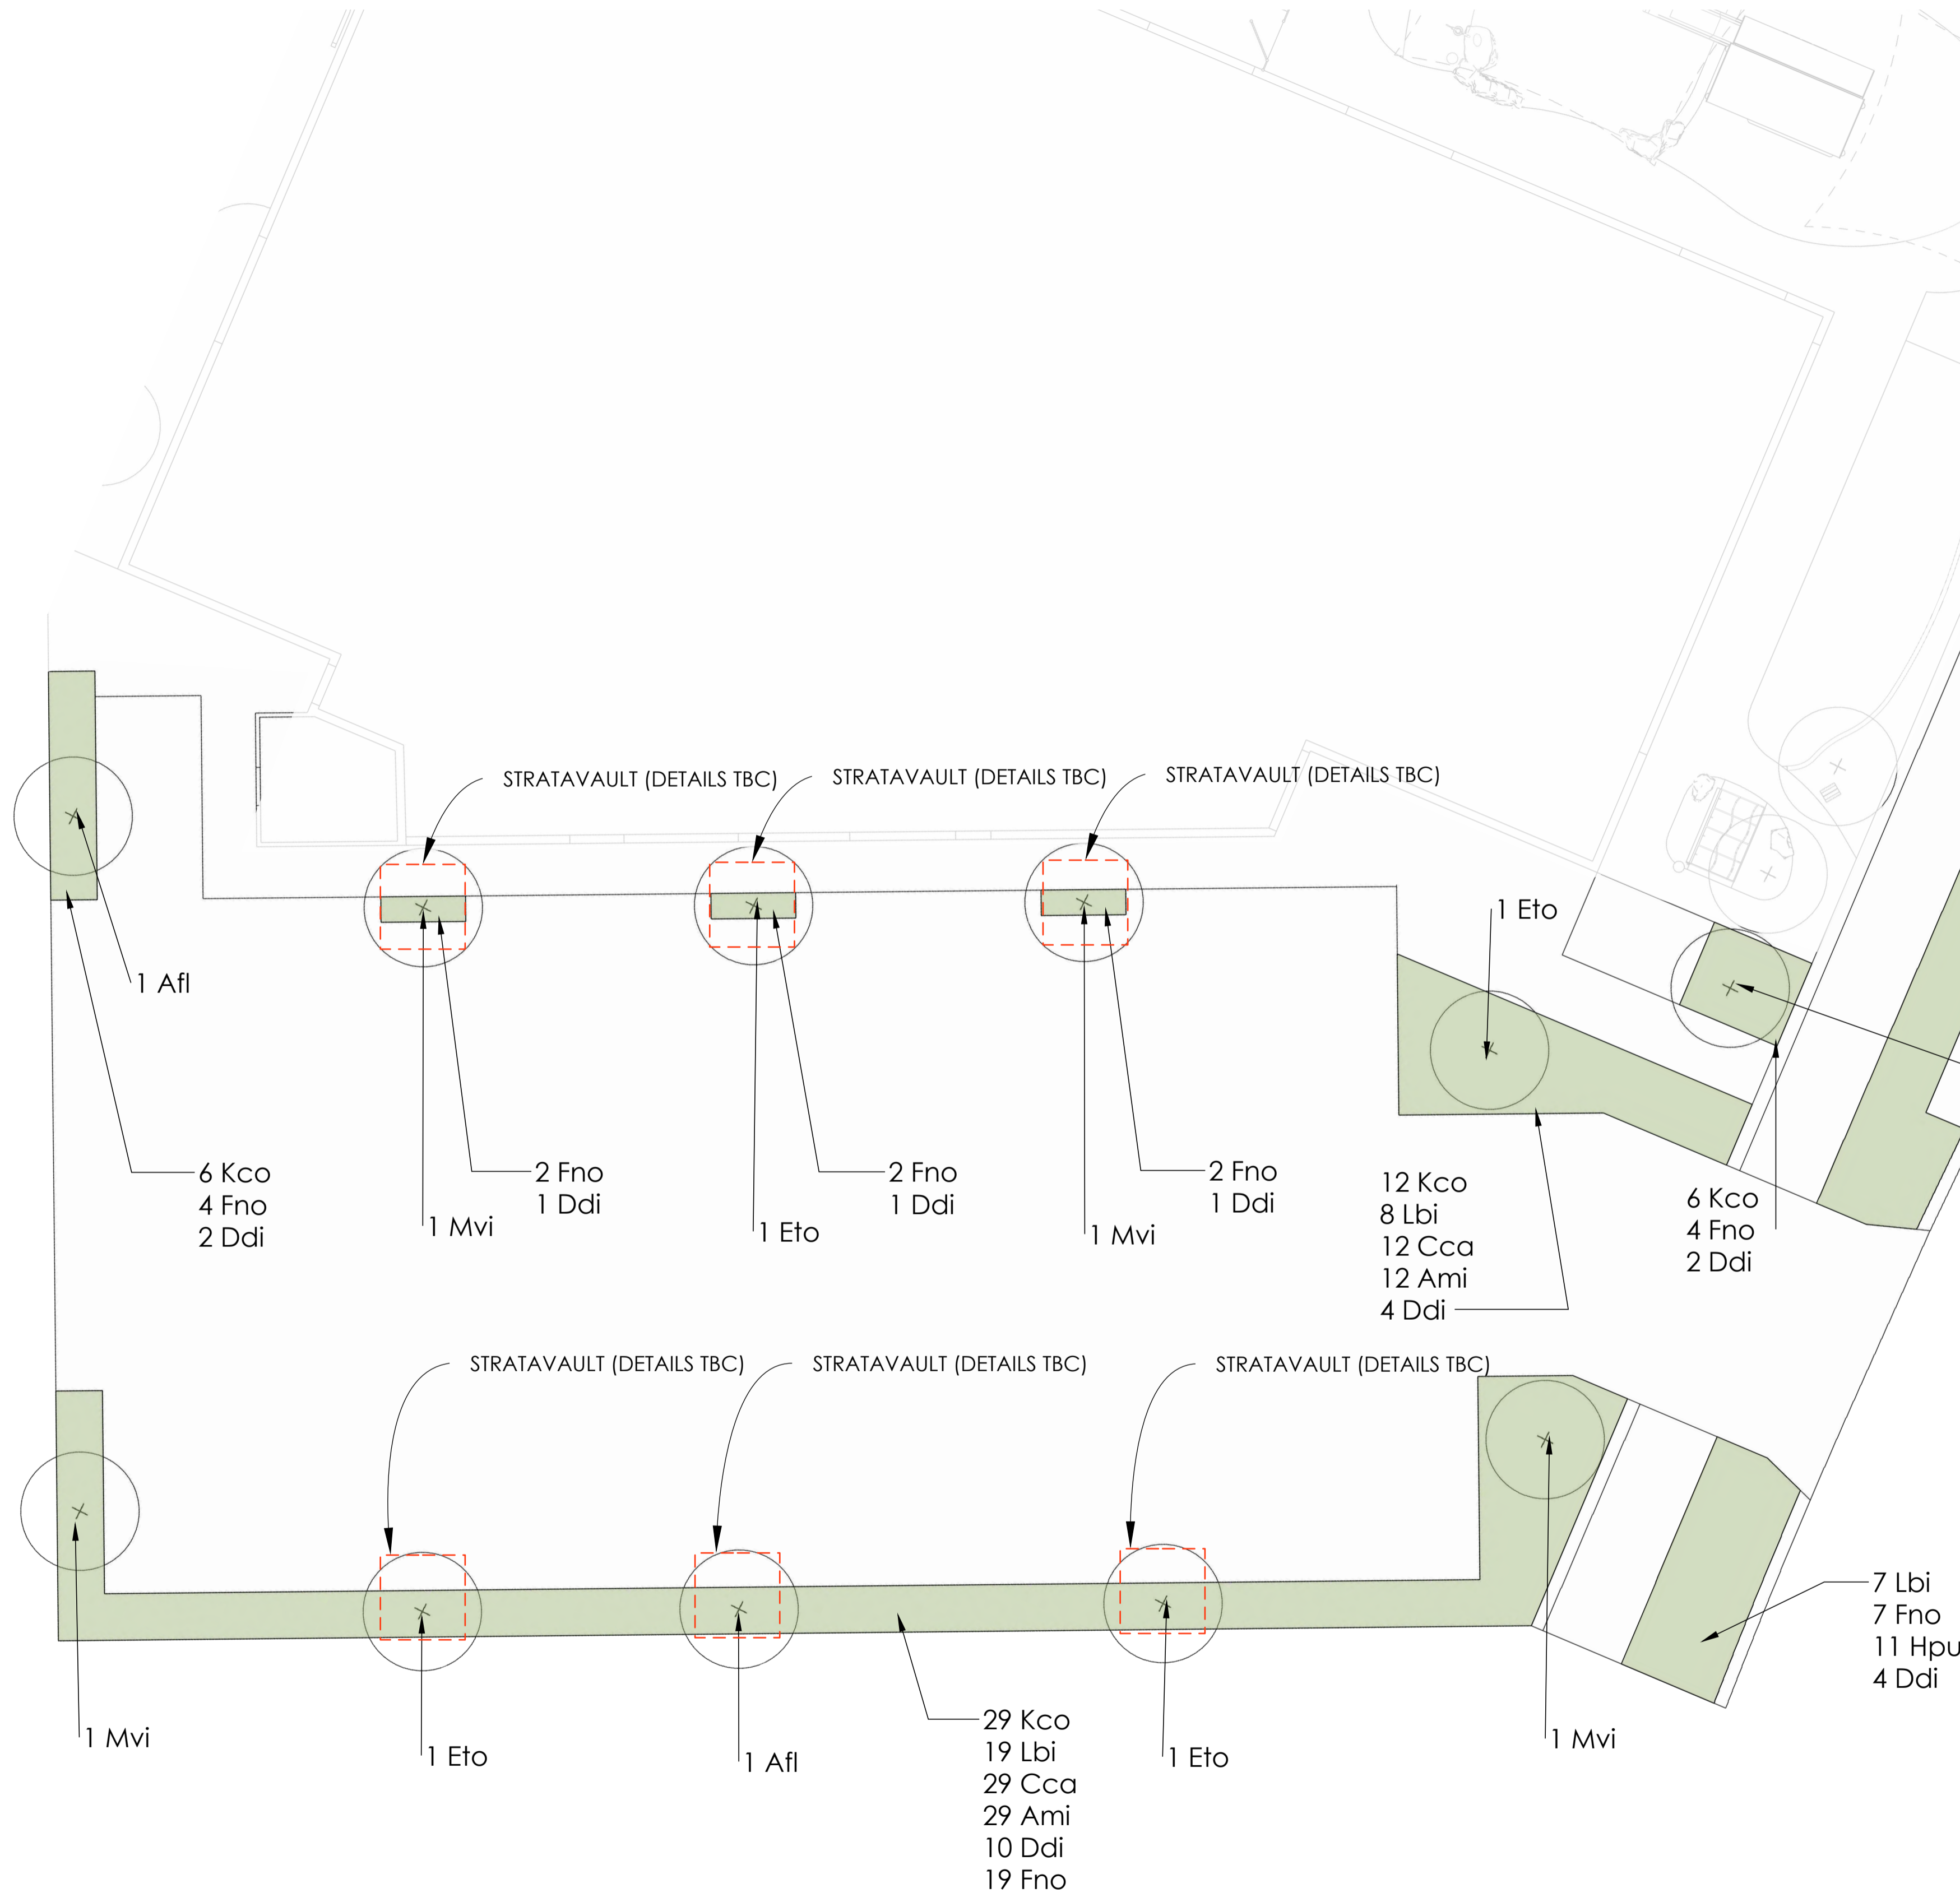 STRATAVAULT (DETAILS TBC)
STRATAVAULT (DETAILS TBC)
STRATAVAULT (DETAILS TBC)
1 Eto
1 Afl
6 Kco
4 Fno
2 Ddi
2 Fno
1 Ddi
1 Mvi
2 Fno
1 Ddi
1 Eto
2 Fno
1 Ddi
1 Mvi
12 Kco
8 Lbi
12 Cca
12 Ami
4 Ddi
6 Kco
4 Fno
2 Ddi
STRATAVAULT (DETAILS TBC)
STRATAVAULT (DETAILS TBC)
STRATAVAULT (DETAILS TBC)
7 Lbi
7 Fno
11 Hpu
4 Ddi
1 Mvi
1 Eto
1 Afl
29 Kco
19 Lbi
29 Cca
29 Ami
10 Ddi
19 Fno
1 Eto
1 Mvi